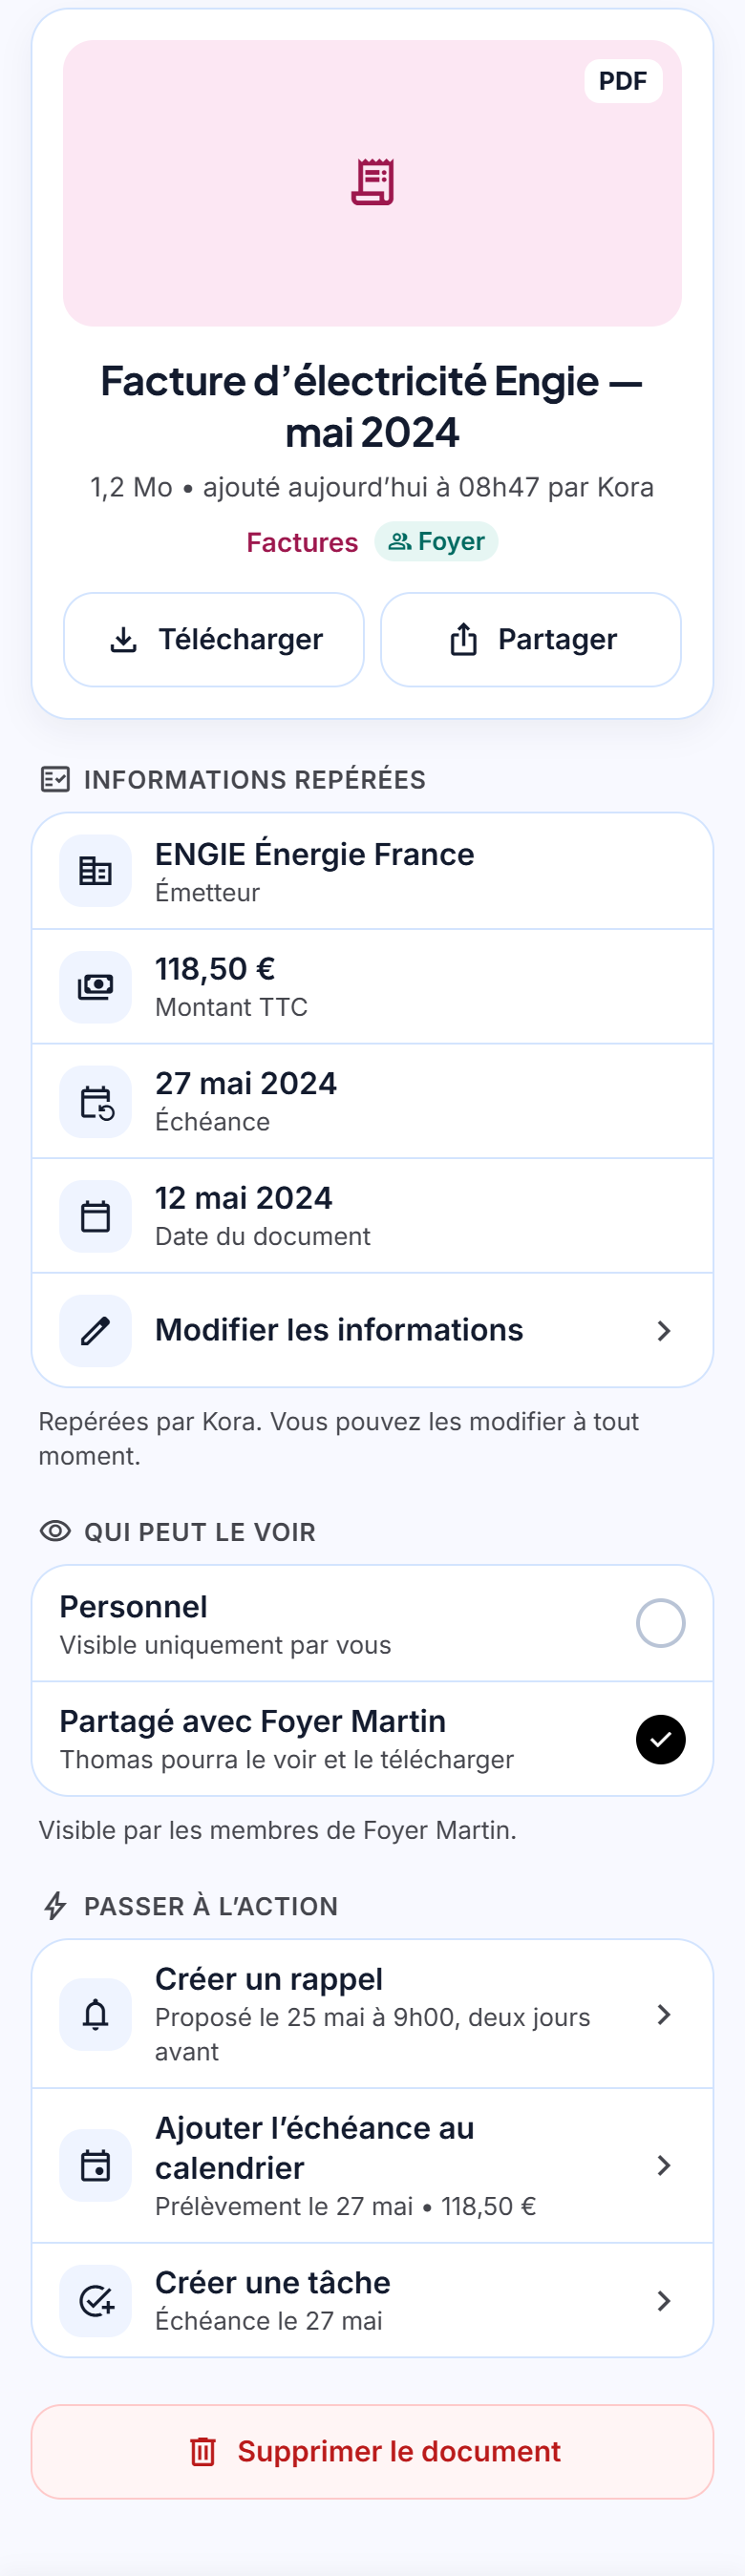 PDF
Facture d’électricité Engie —
mai 2024
1,2 Mo • ajouté aujourd’hui à 08h47 par Kora
Factures Foyer
Télécharger Partager
INFORMATIONS REPÉRÉES
ENGIE Énergie France
Émetteur
118,50 €
Montant TTC
27 mai 2024
Échéance
12 mai 2024
Date du document
Modifier les informations
Repérées par Kora. Vous pouvez les modifier à tout
moment.
QUI PEUT LE VOIR
Personnel
Visible uniquement par vous
Partagé avec Foyer Martin
Thomas pourra le voir et le télécharger
Visible par les membres de Foyer Martin.
PASSER À L’ACTION
Créer un rappel
Proposé le 25 mai à 9h00, deux jours
avant
Ajouter l’échéance au
calendrier
Prélèvement le 27 mai • 118,50 €
Créer une tâche
Échéance le 27 mai
Supprimer le document